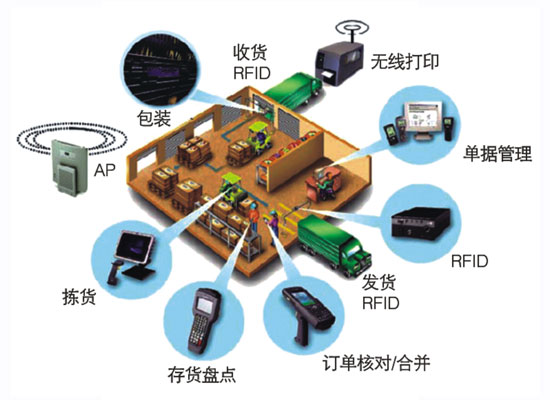 收货
RFID
无线打印
包装
AP
单据管理
RFID
拣货
发货
RFID
存货盘点
订单核对/合并